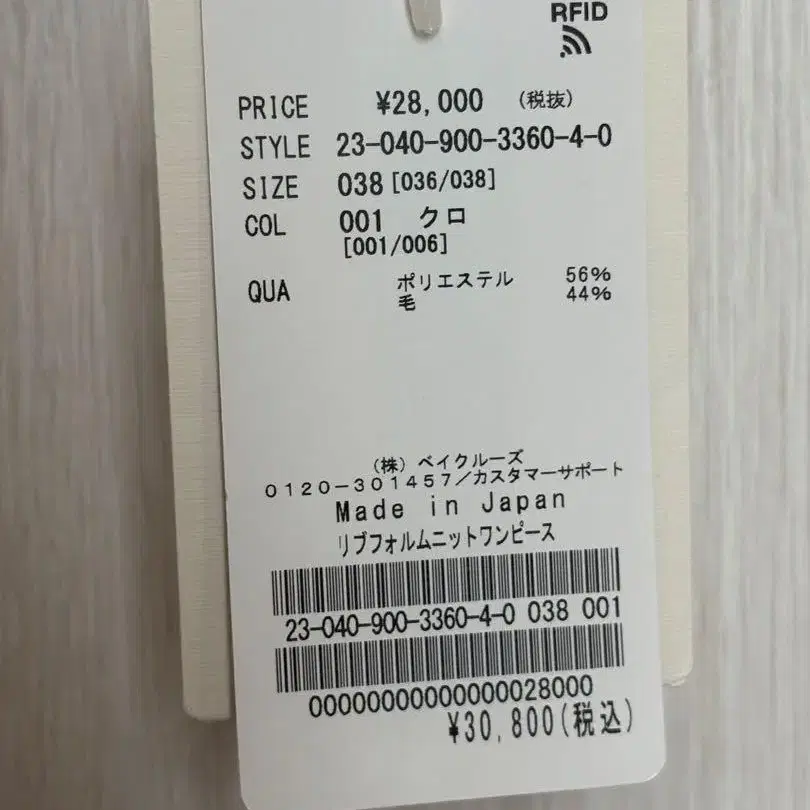 RFID
PRICE ¥28,000 (税抜)
STYLE 23-040-900-3360-4-0
SIZE 038 [036/038]
COL 001 クロ
[001/006]
QUA ポリエステル 56%
毛 44%
(株) ベイクルーズ
0120-301457/カスタマーサポート
Made in Japan
リブフォルムニットワンピース
23-040-900-3360-4-0 038 001
00000000000000028000
¥30,800(税込)